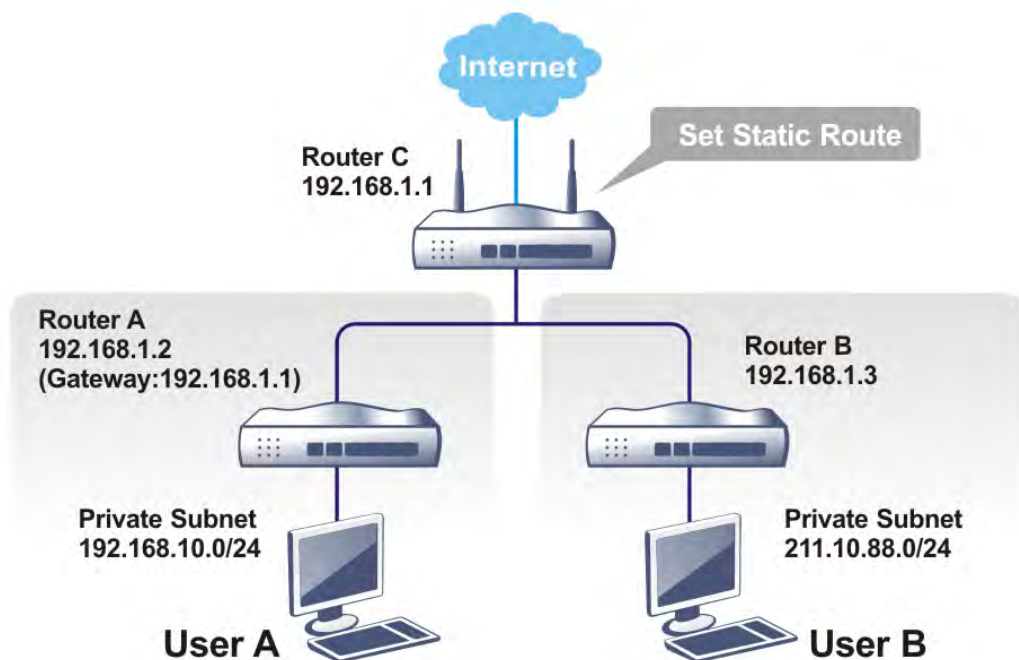 Internet
Set Static Route
Router C
192.168.1.1
Router A
192.168.1.2
(Gateway:192.168.1.1)
Router B
192.168.1.3
Private Subnet
192.168.10.0/24
Private Subnet
211.10.88.0/24
User A
User B